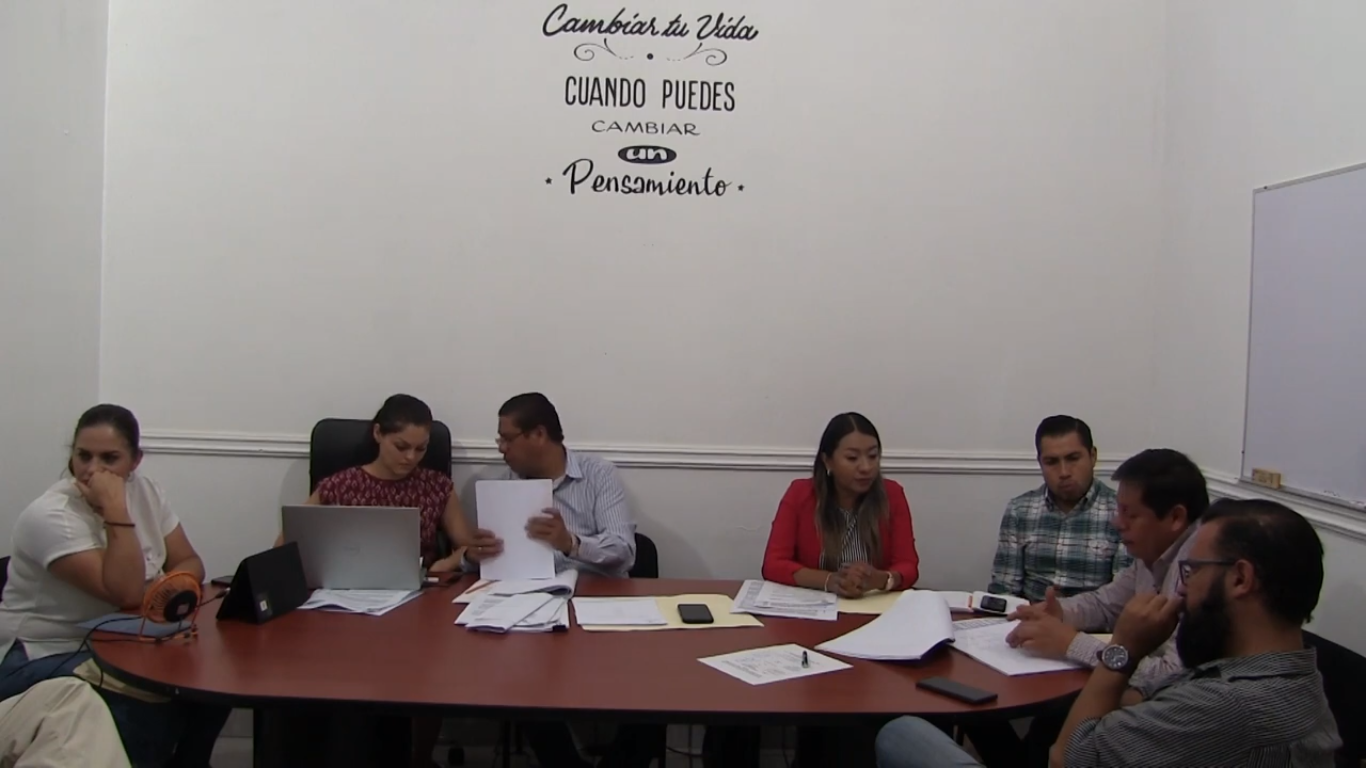 Cambiar tu Vida
CUANDO PUEDES
CAMBIAR
un
Pensamiento